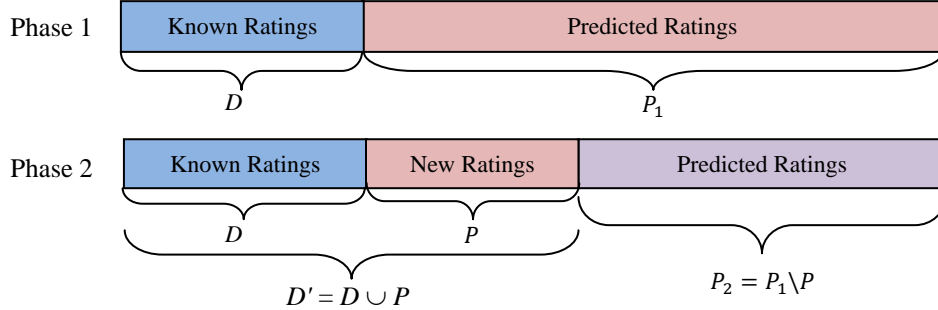 Phase 1 Known Ratings Predicted Ratings
D P₁
Phase 2 Known Ratings New Ratings Predicted Ratings
D P
D' = D ∪ P P₂ = P₁\P